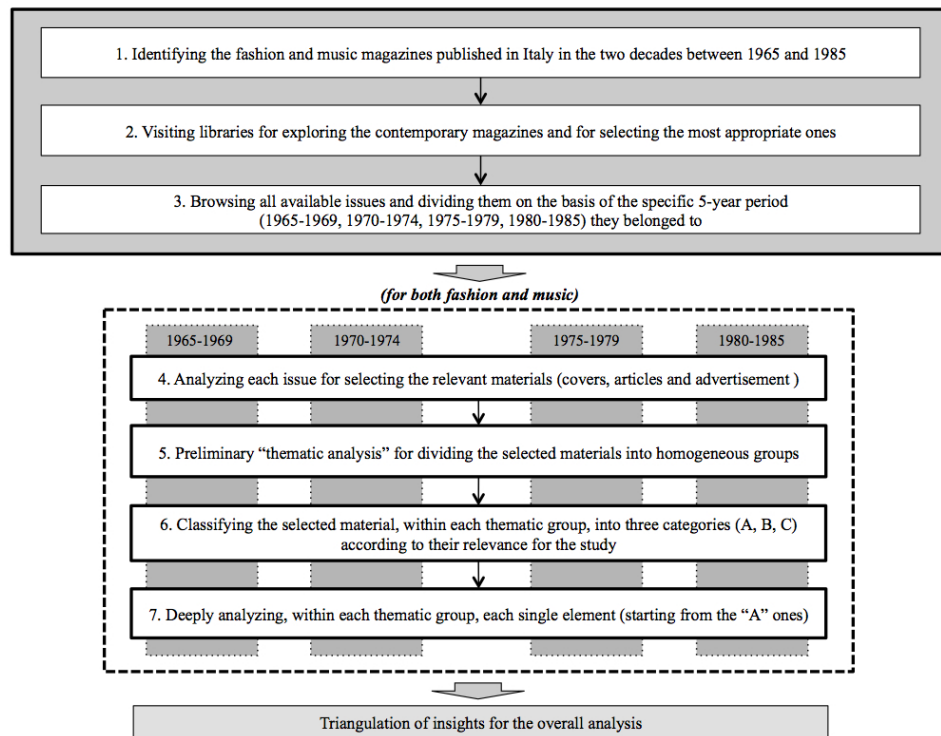 1. Identifying the fashion and music magazines published in Italy in the two decades between 1965 and 1985
2. Visiting libraries for exploring the contemporary magazines and for selecting the most appropriate ones
3. Browsing all available issues and dividing them on the basis of the specific 5-year period
(1965-1969, 1970-1974, 1975-1979, 1980-1985) they belonged to
(for both fashion and music)
1965-1969 1970-1974 1975-1979 1980-1985
4. Analyzing each issue for selecting the relevant materials (covers, articles and advertisement )
5. Preliminary “thematic analysis” for dividing the selected materials into homogeneous groups
6. Classifying the selected material, within each thematic group, into three categories (A, B, C)
according to their relevance for the study
7. Deeply analyzing, within each thematic group, each single element (starting from the “A” ones)
Triangulation of insights for the overall analysis